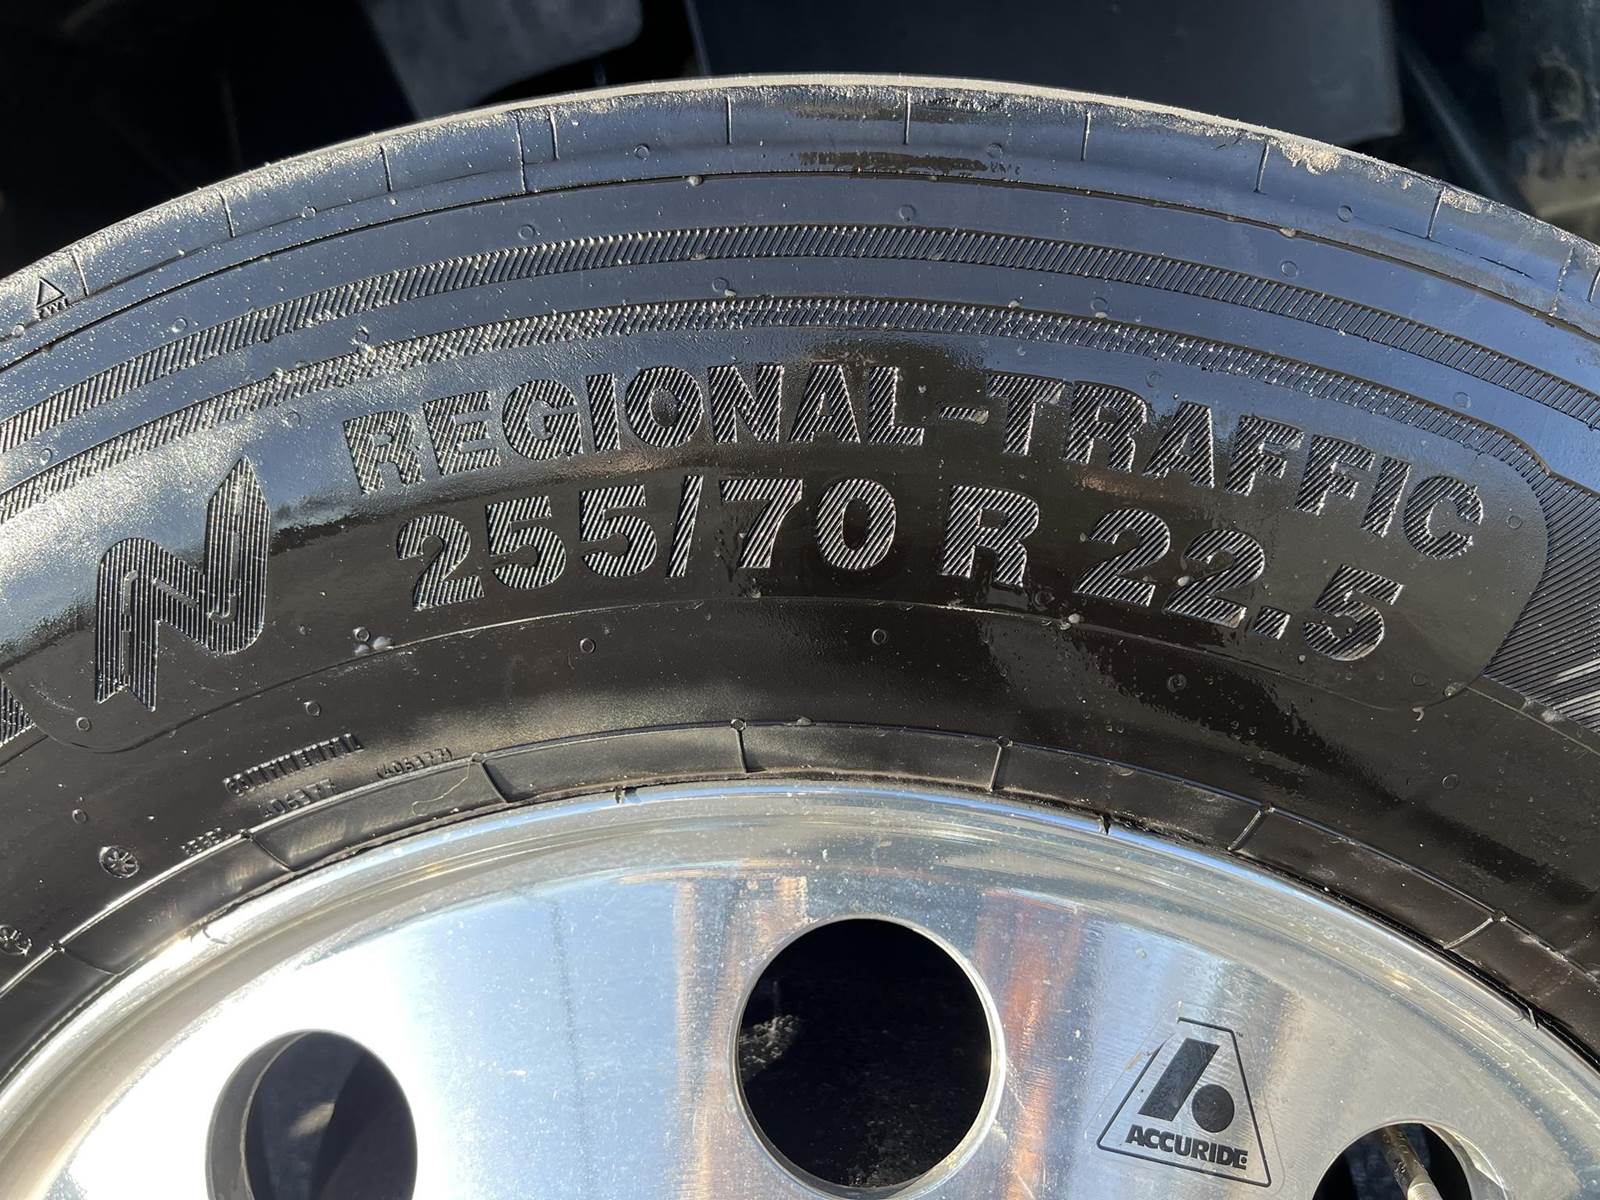 REGIONAL-TRAFFIC
N 255/70 R 22.5
CONTINENTAL
ACCURIDE